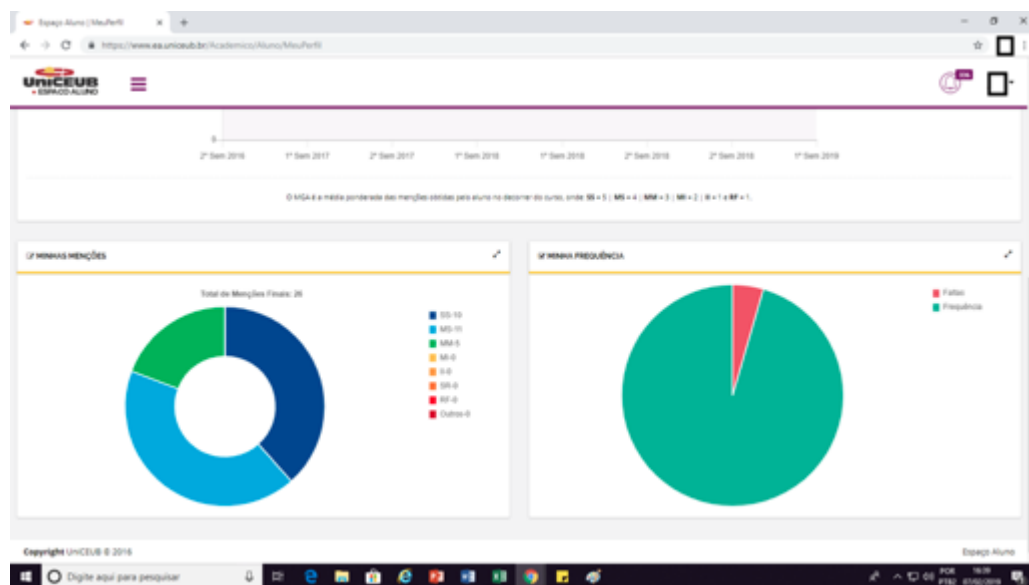 Espaço Aluno | MeuPerfil
https://www.ea.uniceub.br/Academico/Aluno/MeuPerfil
UniCEUB
ESPAÇO ALUNO
0
2º Sem 2016 1º Sem 2017 2º Sem 2017 1º Sem 2018 1º Sem 2018 2º Sem 2018 2º Sem 2018 1º Sem 2019
O MGA é a média ponderada das menções obtidas pelo aluno no decorrer do curso, onde: SS = 5 | MS = 4 | MM = 3 | MI = 2 | II = 1 e RF = 1.
MINHAS MENÇÕES
Total de Menções Finais: 26
SS-10
MS-11
MM-5
MI-0
II-0
SR-0
RF-0
Outros-0
MINHA FREQUÊNCIA
Faltas
Frequência
Copyright UniCEUB © 2016
Espaço Aluno
Digite aqui para pesquisar
POR
PTB2